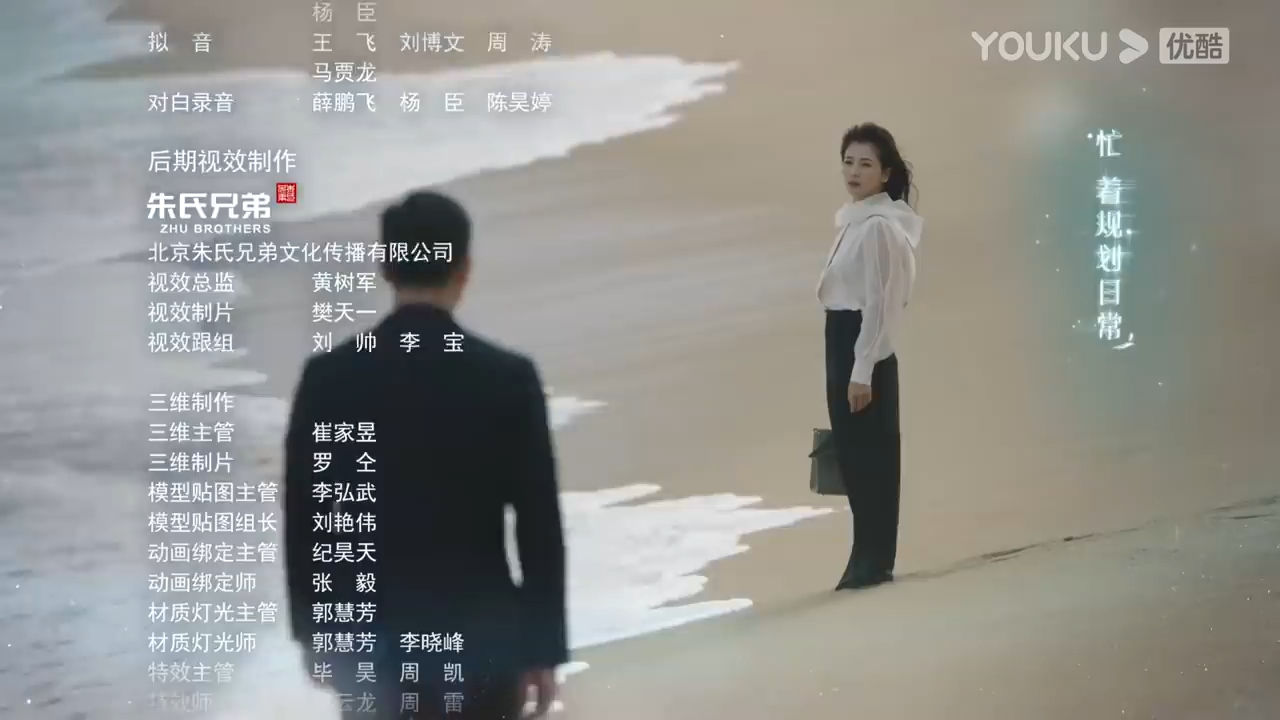 杨 臣
拟 音 王 飞 刘博文 周 涛
马贾龙
对白录音 薛鹏飞 杨 臣 陈昊婷
后期视效制作
朱氏兄弟
ZHU BROTHERS
北京朱氏兄弟文化传播有限公司
视效总监 黄树军
视效制片 樊天一
视效跟组 刘 帅 李 宝
三维制作
三维主管 崔家昱
三维制片 罗 仝
模型贴图主管 李弘武
模型贴图组长 刘艳伟
动画绑定主管 纪昊天
动画绑定师 张 毅
材质灯光主管 郭慧芳
材质灯光师 郭慧芳 李晓峰
特效主管 毕 昊 周 凯
特效师 云龙 周 雷
YOUKU 优酷
忙着规划日常